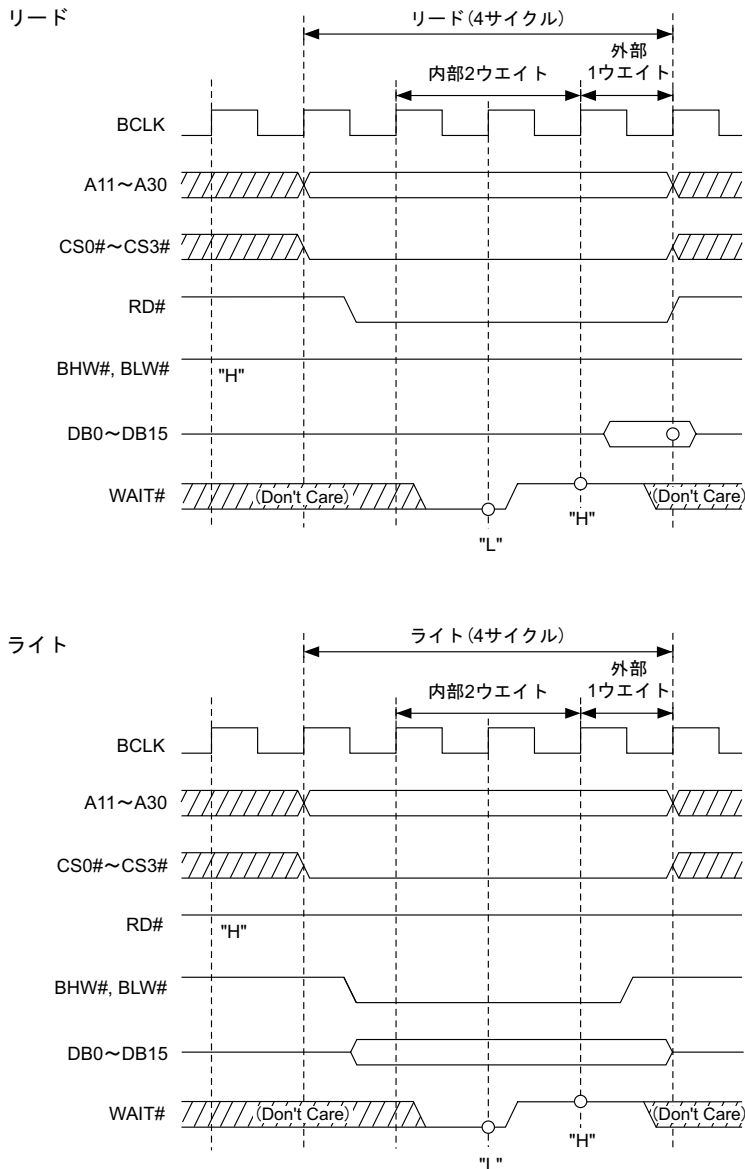 リード
リード(4サイクル)
内部2ウエイト
外部
1ウエイト
BCLK
A11～A30
CS0#～CS3#
RD#
BHW#, BLW#
"H"
DB0～DB15
WAIT#
(Don't Care)
(Don't Care)
"L"
"H"
ライト
ライト(4サイクル)
内部2ウエイト
外部
1ウエイト
BCLK
A11～A30
CS0#～CS3#
RD#
"H"
BHW#, BLW#
DB0～DB15
WAIT#
(Don't Care)
(Don't Care)
"L"
"H"